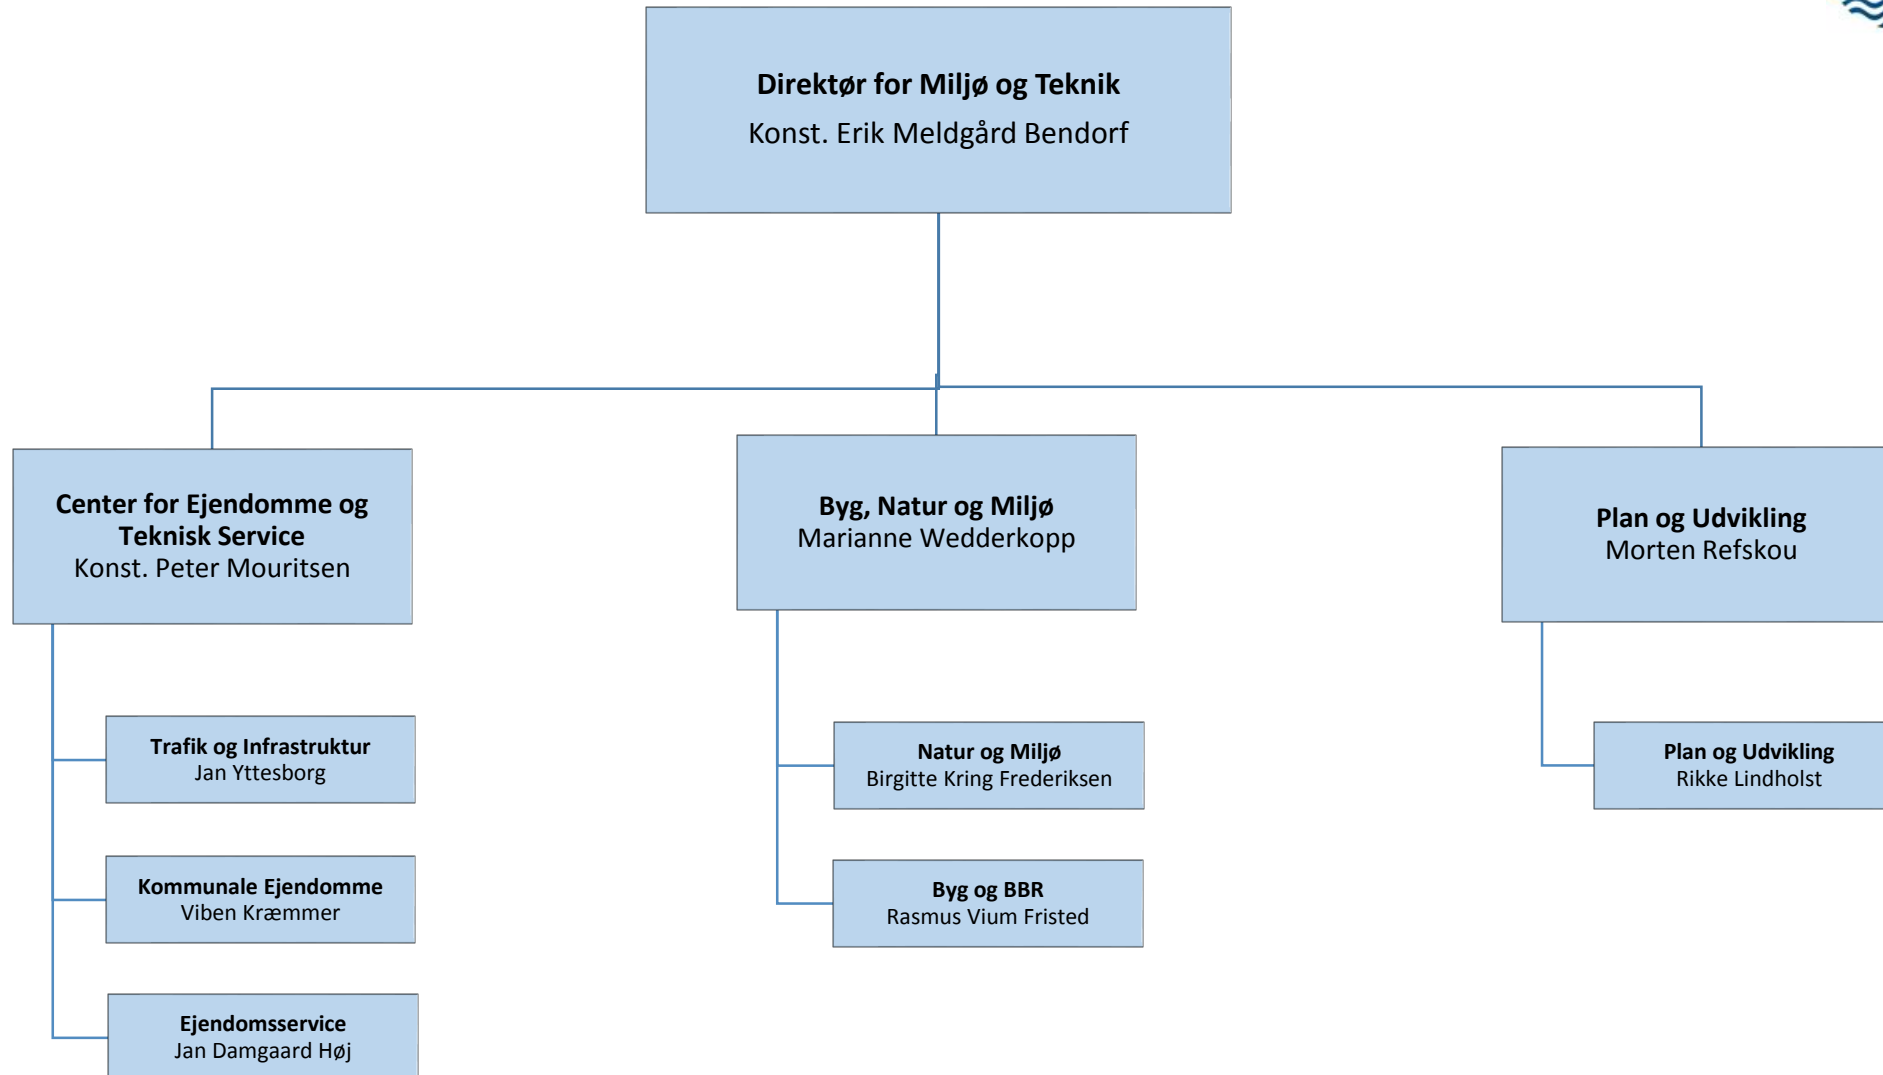 Direktør for Miljø og Teknik
Konst. Erik Meldgård Bendorf
Center for Ejendomme og
Teknisk Service
Konst. Peter Mouritsen
Byg, Natur og Miljø
Marianne Wedderkopp
Plan og Udvikling
Morten Refskou
Trafik og Infrastruktur
Jan Yttesborg
Kommunale Ejendomme
Viben Kræmmer
Ejendomsservice
Jan Damgaard Høj
Natur og Miljø
Birgitte Kring Frederiksen
Byg og BBR
Rasmus Vium Fristed
Plan og Udvikling
Rikke Lindholst